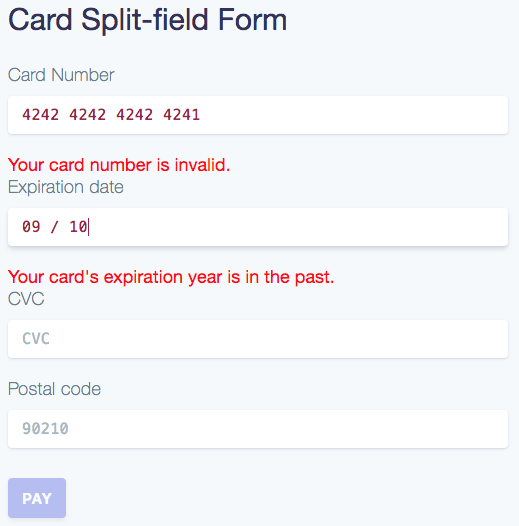 Card Split-field Form
Card Number
4242 4242 4242 4241
Your card number is invalid.
Expiration date
09 / 10
Your card's expiration year is in the past.
CVC
CVC
Postal code
90210
PAY